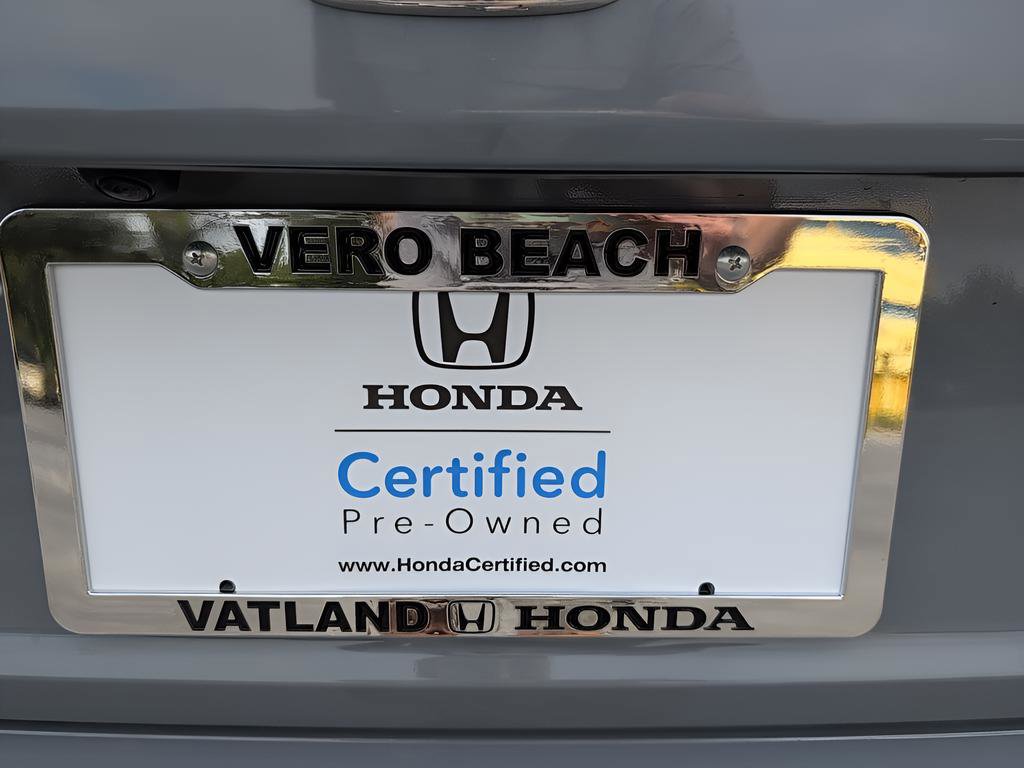 VERO BEACH
HONDA
Certified
Pre-Owned
www.HondaCertified.com
VATLAND HONDA